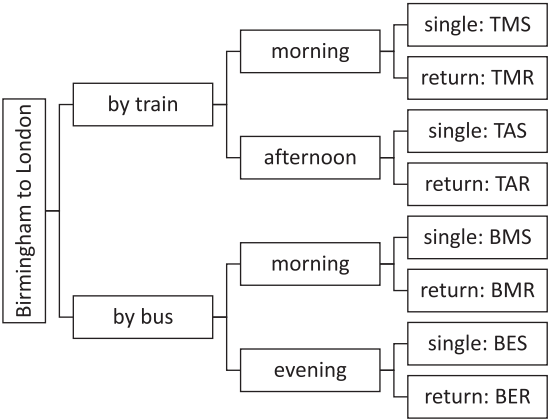 Birmingham to London
by train
morning
single: TMS
return: TMR
afternoon
single: TAS
return: TAR
by bus
morning
single: BMS
return: BMR
evening
single: BES
return: BER